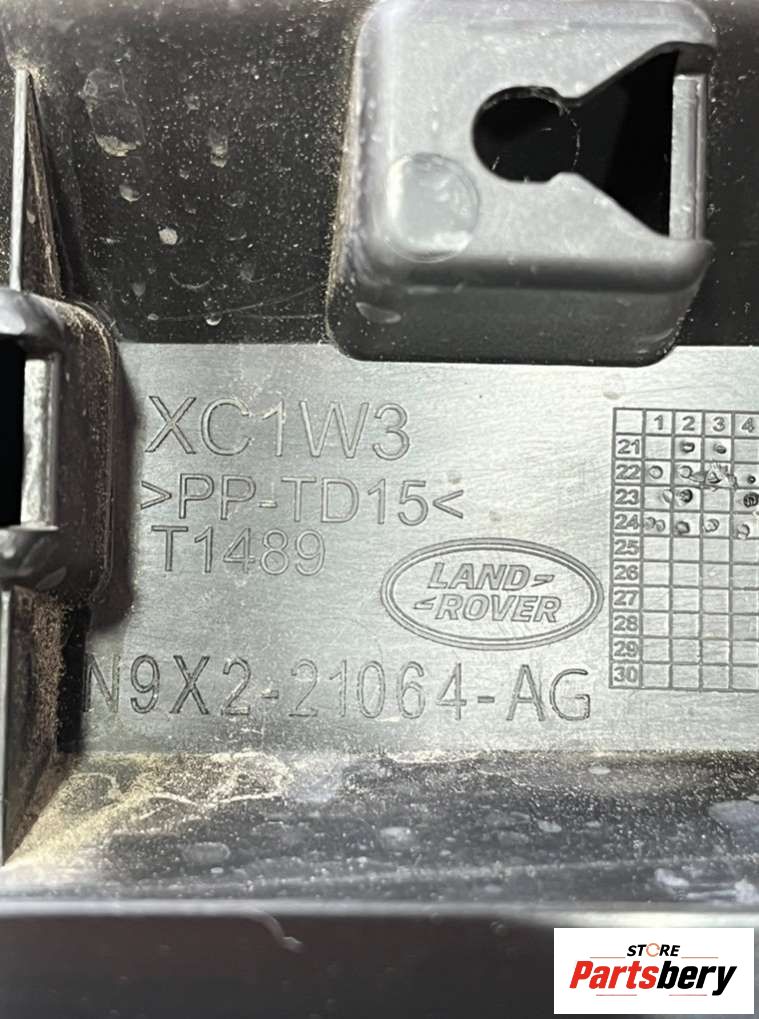 XC1W3
>PP-TD15<
T1489
LAND
ROVER
N9X2-21064-AG
1 2 3 4
21
22
23
24
25
26
27
28
29
30
STORE
Partsbery